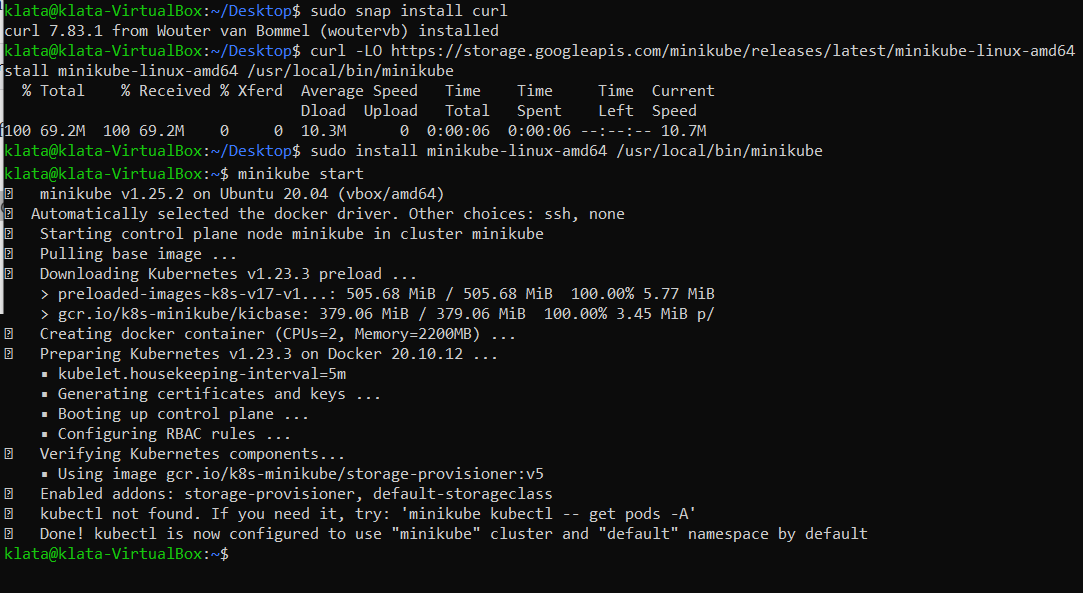 klata@klata-VirtualBox:~/Desktop$ sudo snap install curl
curl 7.83.1 from Wouter van Bommel (woutervb) installed
klata@klata-VirtualBox:~/Desktop$ curl -LO https://storage.googleapis.com/minikube/releases/latest/minikube-linux-amd64
stall minikube-linux-amd64 /usr/local/bin/minikube
  % Total    % Received % Xferd  Average Speed   Time    Time     Time  Current
                                 Dload  Upload   Total   Spent    Left  Speed
100 69.2M  100 69.2M    0     0  10.3M      0  0:00:06  0:00:06 --:--:-- 10.7M
klata@klata-VirtualBox:~/Desktop$ sudo install minikube-linux-amd64 /usr/local/bin/minikube
klata@klata-VirtualBox:~$ minikube start
minikube v1.25.2 on Ubuntu 20.04 (vbox/amd64)
Automatically selected the docker driver. Other choices: ssh, none
Starting control plane node minikube in cluster minikube
Pulling base image ...
Downloading Kubernetes v1.23.3 preload ...
> preloaded-images-k8s-v17-v1...: 505.68 MiB / 505.68 MiB  100.00% 5.77 MiB
> gcr.io/k8s-minikube/kicbase: 379.06 MiB / 379.06 MiB  100.00% 3.45 MiB p/
Creating docker container (CPUs=2, Memory=2200MB) ...
Preparing Kubernetes v1.23.3 on Docker 20.10.12 ...
▪ kubelet.housekeeping-interval=5m
▪ Generating certificates and keys ...
▪ Booting up control plane ...
▪ Configuring RBAC rules ...
Verifying Kubernetes components...
▪ Using image gcr.io/k8s-minikube/storage-provisioner:v5
Enabled addons: storage-provisioner, default-storageclass
kubectl not found. If you need it, try: 'minikube kubectl -- get pods -A'
Done! kubectl is now configured to use "minikube" cluster and "default" namespace by default
klata@klata-VirtualBox:~$